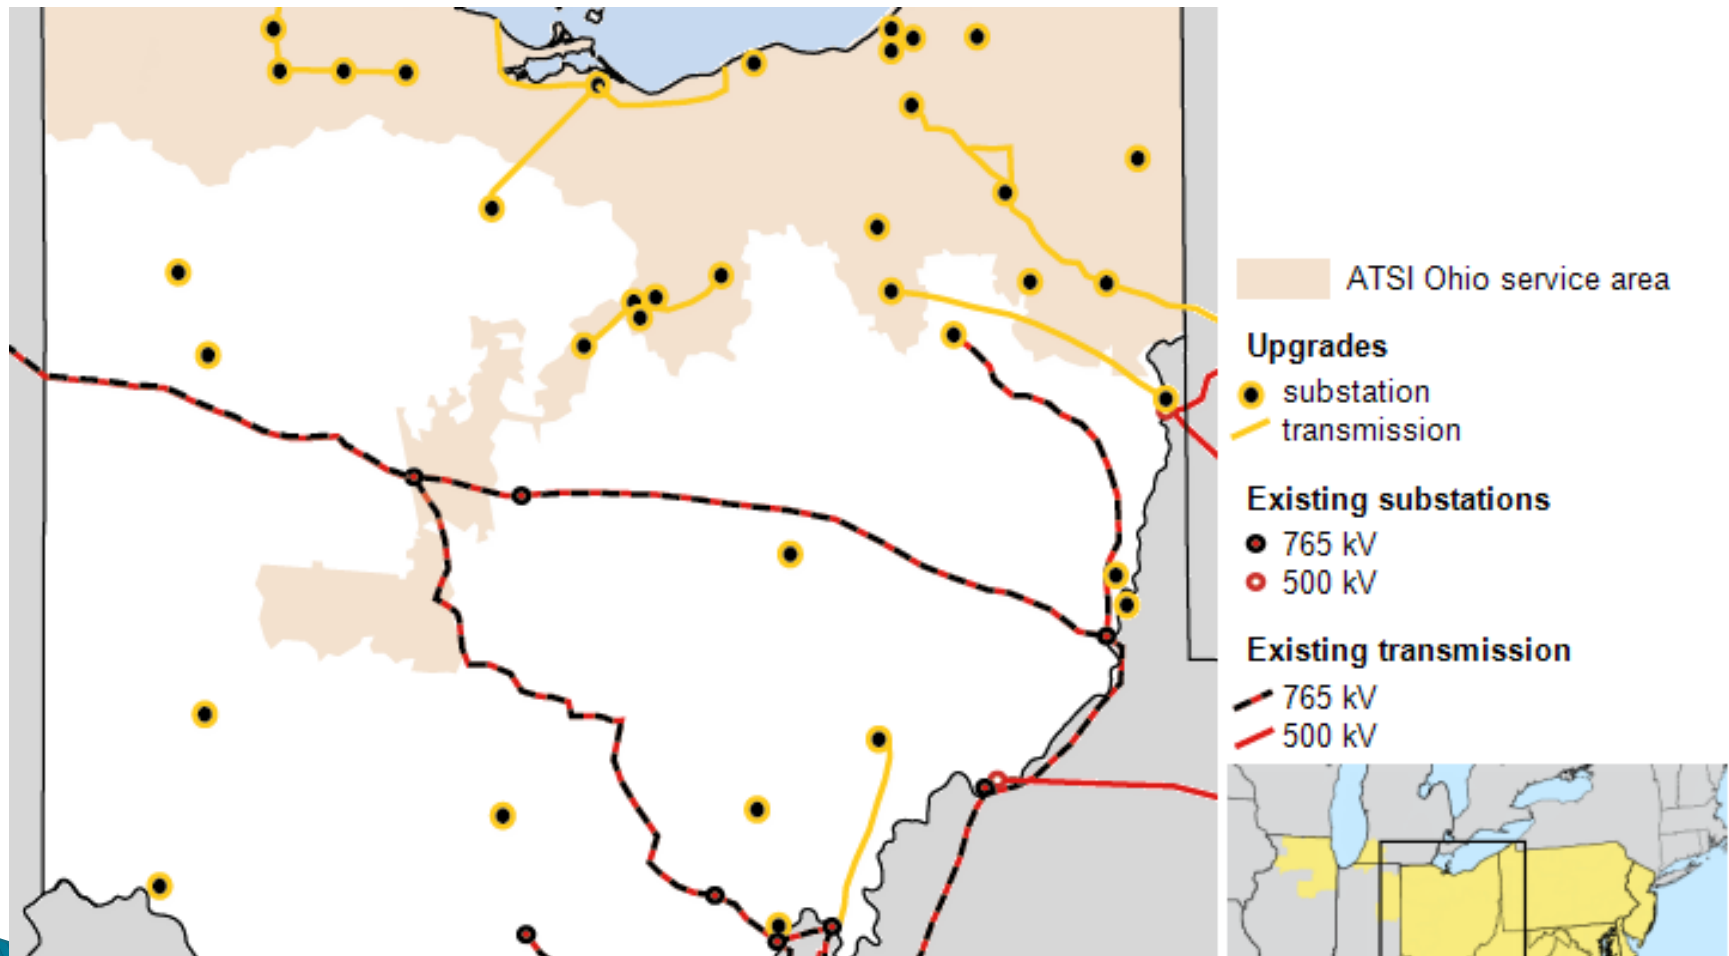 ATSI Ohio service area
Upgrades
substation
transmission
Existing substations
765 kV
500 kV
Existing transmission
765 kV
500 kV